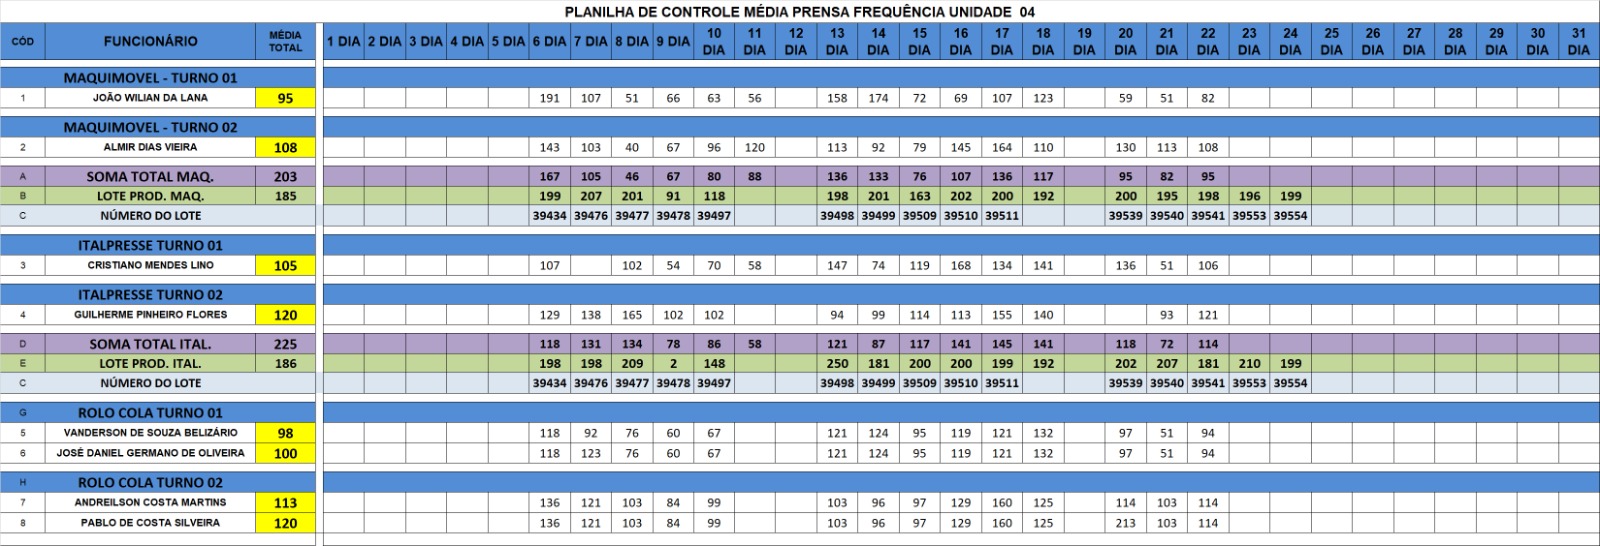 PLANILHA DE CONTROLE MÉDIA PRENSA FREQUÊNCIA UNIDADE 04
CÓD FUNCIONÁRIO MÉDIA TOTAL 1 DIA 2 DIA 3 DIA 4 DIA 5 DIA 6 DIA 7 DIA 8 DIA 9 DIA 10 DIA 11 DIA 12 DIA 13 DIA 14 DIA 15 DIA 16 DIA 17 DIA 18 DIA 19 DIA 20 DIA 21 DIA 22 DIA 23 DIA 24 DIA 25 DIA 26 DIA 27 DIA 28 DIA 29 DIA 30 DIA 31 DIA
MAQUIMOVEL - TURNO 01
1 JOÃO WILIAN DA LANA 95 191 107 51 66 63 56 158 174 72 69 107 123 59 51 82
MAQUIMOVEL - TURNO 02
2 ALMIR DIAS VIEIRA 108 143 103 40 67 96 120 113 92 79 145 164 110 130 113 108
A SOMA TOTAL MAQ. 203 167 105 46 67 80 88 136 133 76 107 136 117 95 82 95
B LOTE PROD. MAQ. 185 199 207 201 91 118 198 201 163 202 200 192 200 195 198 196 199
C NÚMERO DO LOTE 39434 39476 39477 39478 39497 39498 39499 39509 39510 39511 39539 39540 39541 39553 39554
ITALPRESSE TURNO 01
3 CRISTIANO MENDES LINO 105 107 102 54 70 58 147 74 119 168 134 141 136 51 106
ITALPRESSE TURNO 02
4 GUILHERME PINHEIRO FLORES 120 129 138 165 102 102 94 99 114 113 155 140 93 121
D SOMA TOTAL ITAL. 225 118 131 134 78 86 58 121 87 117 141 145 141 118 72 114
E LOTE PROD. ITAL. 186 198 198 209 2 148 250 181 200 200 199 192 202 207 181 210 199
C NÚMERO DO LOTE 39434 39476 39477 39478 39497 39498 39499 39509 39510 39511 39539 39540 39541 39553 39554
G ROLO COLA TURNO 01
5 VANDERSON DE SOUZA BELIZÁRIO 98 118 92 76 60 67 121 124 95 119 121 132 97 51 94
6 JOSÉ DANIEL GERMANO DE OLIVEIRA 100 118 123 76 60 67 121 124 95 119 121 132 97 51 94
H ROLO COLA TURNO 02
7 ANDREILSON COSTA MARTINS 113 136 121 103 84 99 103 96 97 129 160 125 114 103 114
8 PABLO DE COSTA SILVEIRA 120 136 121 103 84 99 103 96 97 129 160 125 213 103 114